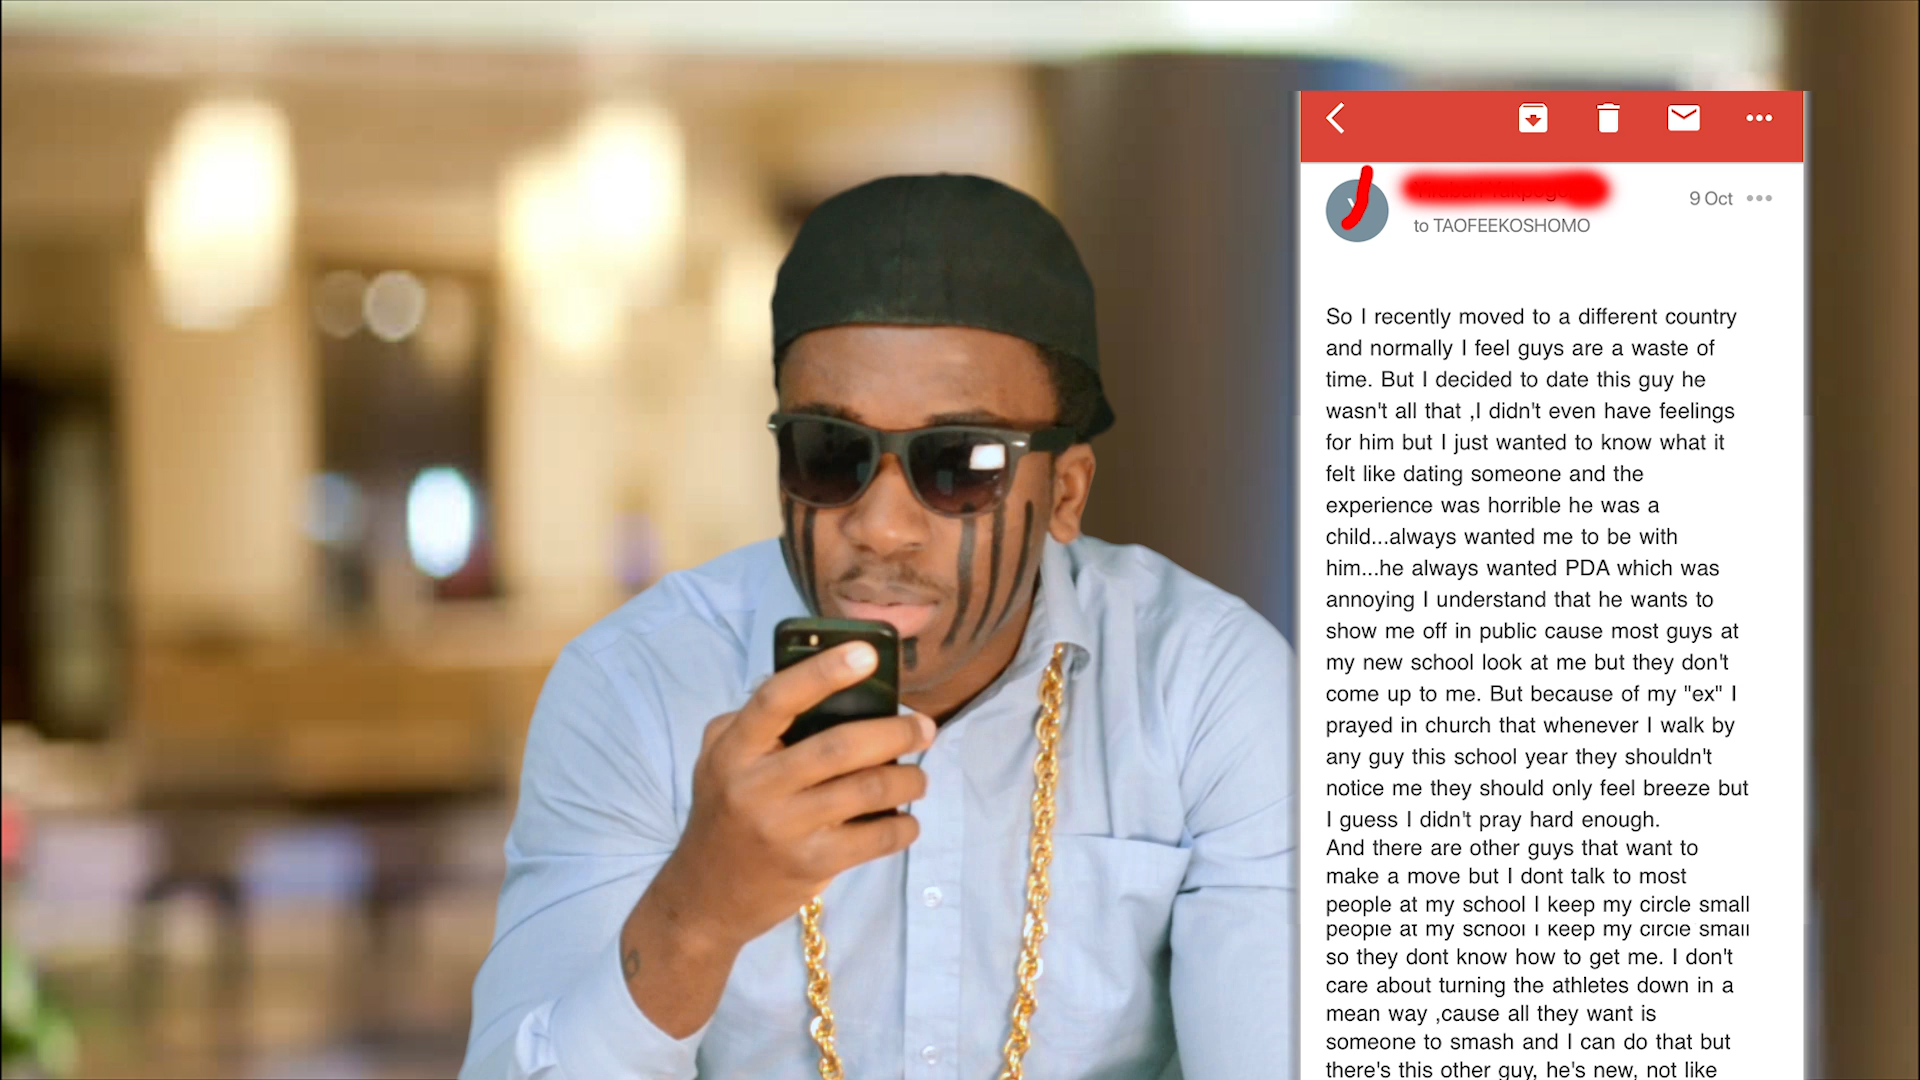 9 Oct
to TAOFEEKOSHOMO
So I recently moved to a different country
and normally I feel guys are a waste of
time. But I decided to date this guy he
wasn't all that ,I didn't even have feelings
for him but I just wanted to know what it
felt like dating someone and the
experience was horrible he was a
child...always wanted me to be with
him...he always wanted PDA which was
annoying I understand that he wants to
show me off in public cause most guys at
my new school look at me but they don't
come up to me. But because of my "ex" I
prayed in church that whenever I walk by
any guy this school year they shouldn't
notice me they should only feel breeze but
I guess I didn't pray hard enough.
And there are other guys that want to
make a move but I dont talk to most
people at my school I keep my circle small
people at my school I keep my circle small
so they dont know how to get me. I don't
care about turning the athletes down in a
mean way ,cause all they want is
someone to smash and I can do that but
there's this other guy, he's new, not like